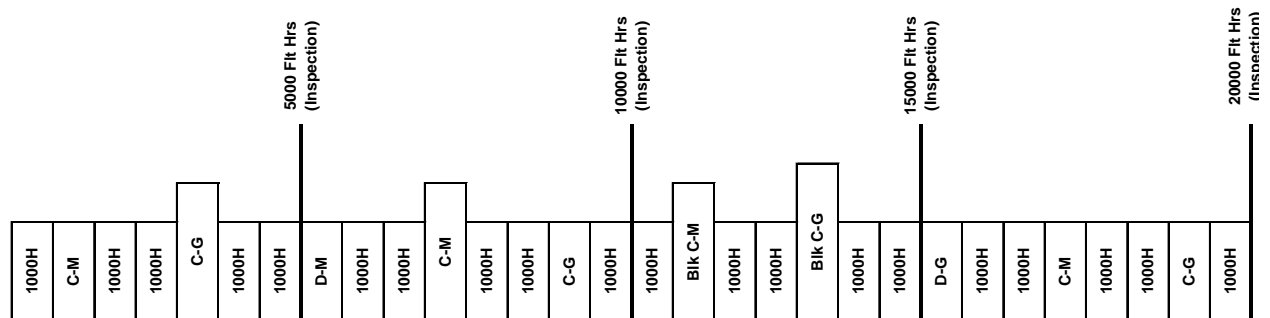 5000 Flt Hrs
(Inspection)
10000 Flt Hrs
(Inspection)
15000 Flt Hrs
(Inspection)
20000 Flt Hrs
(Inspection)
1000H
C-M
1000H
1000H
C-G
1000H
1000H
D-M
1000H
1000H
C-M
1000H
1000H
C-G
1000H
1000H
Blk C-M
1000H
1000H
Blk C-G
1000H
1000H
D-G
1000H
1000H
C-M
1000H
1000H
C-G
1000H